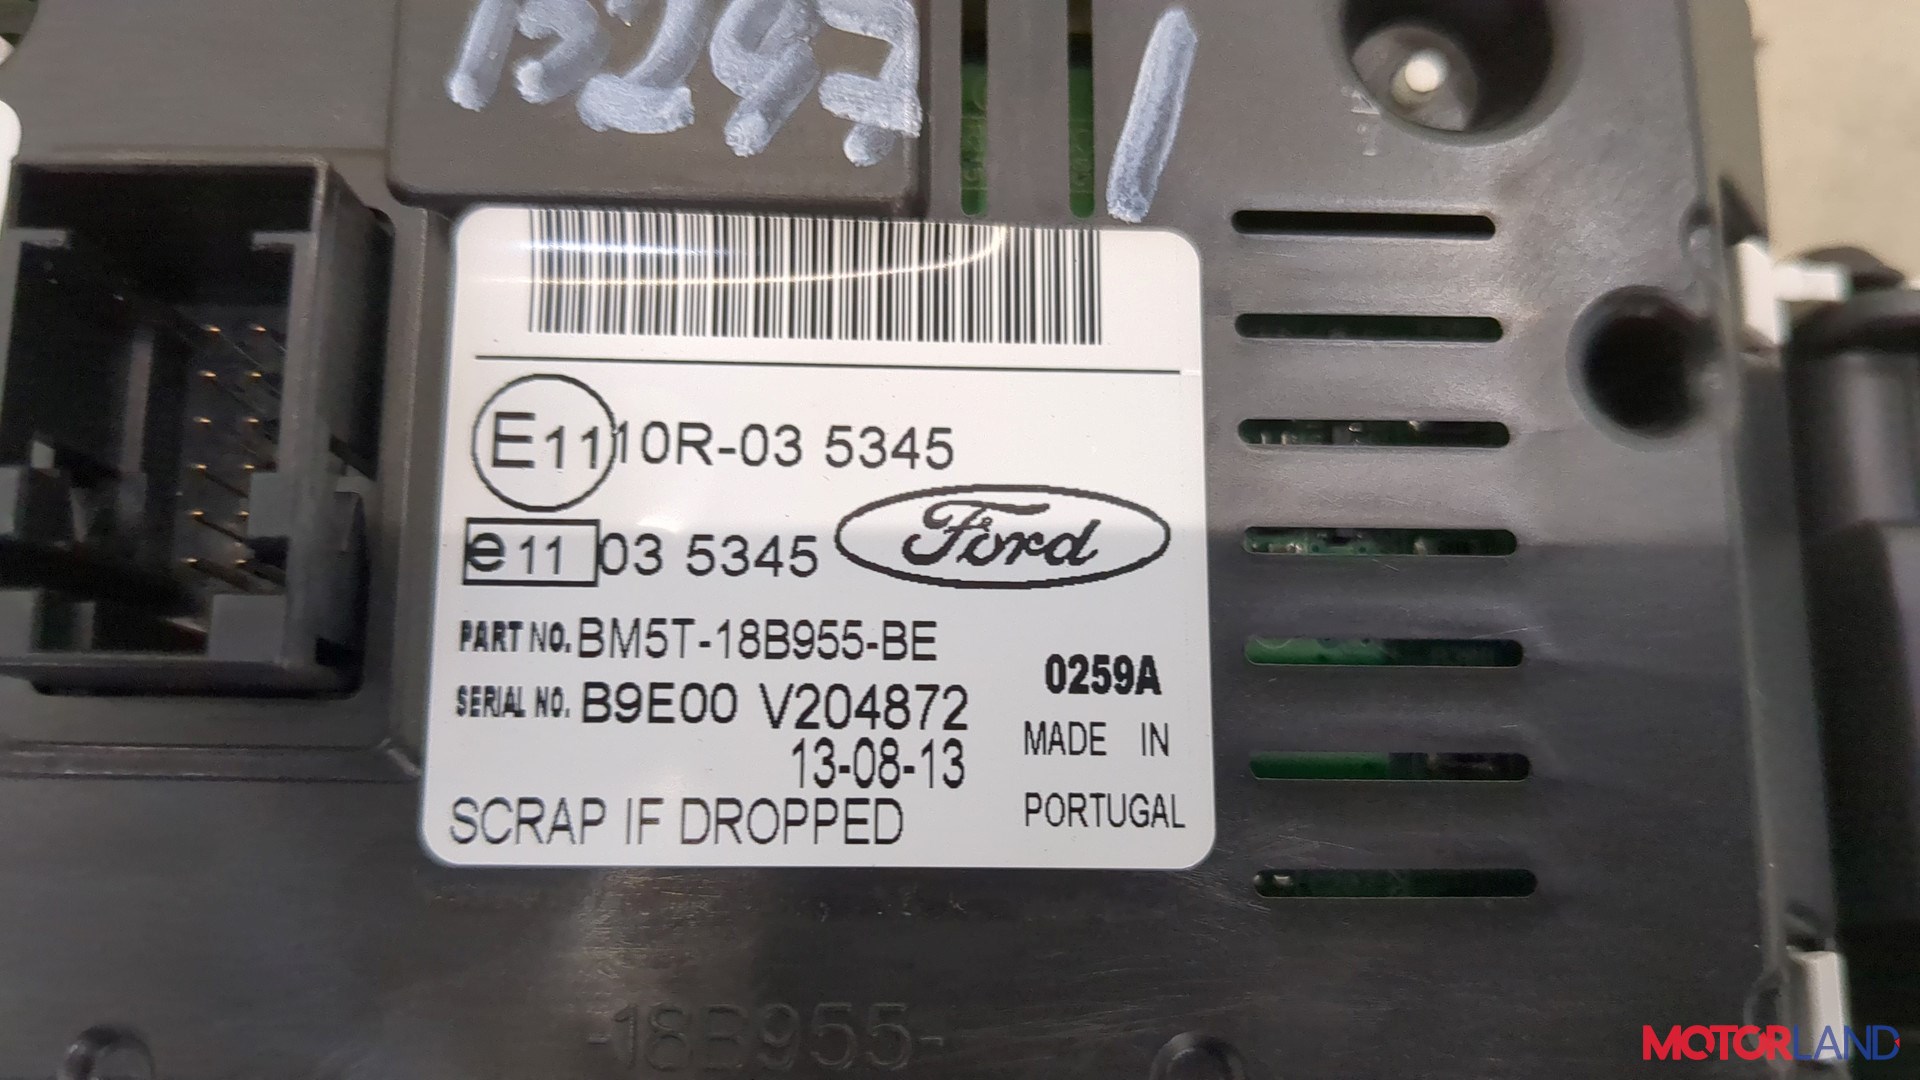 E11 10R-03 5345
e11 03 5345 Ford
PART NO. BM5T-18B955-BE
0259A
SERIAL NO. B9E00 V204872
MADE IN
13-08-13
PORTUGAL
SCRAP IF DROPPED
-18B955-
MOTORLAND